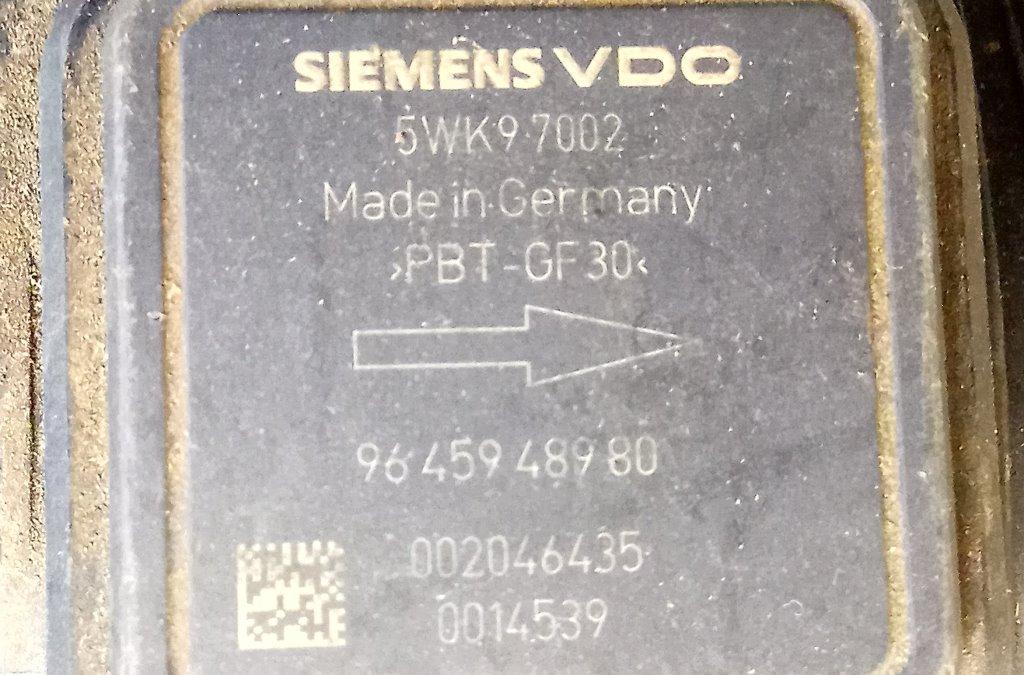 SIEMENS VDO
5WK9 7002
Made in Germany
>PBT-GF30<
96 459 489 80
002046435
0014539